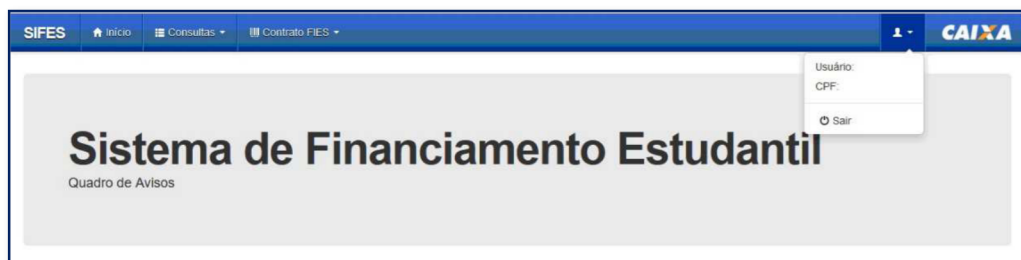 SIFES Início Consultas Contrato FIES CAIXA
Usuário:
CPF:
Sair
Sistema de Financiamento Estudantil
Quadro de Avisos